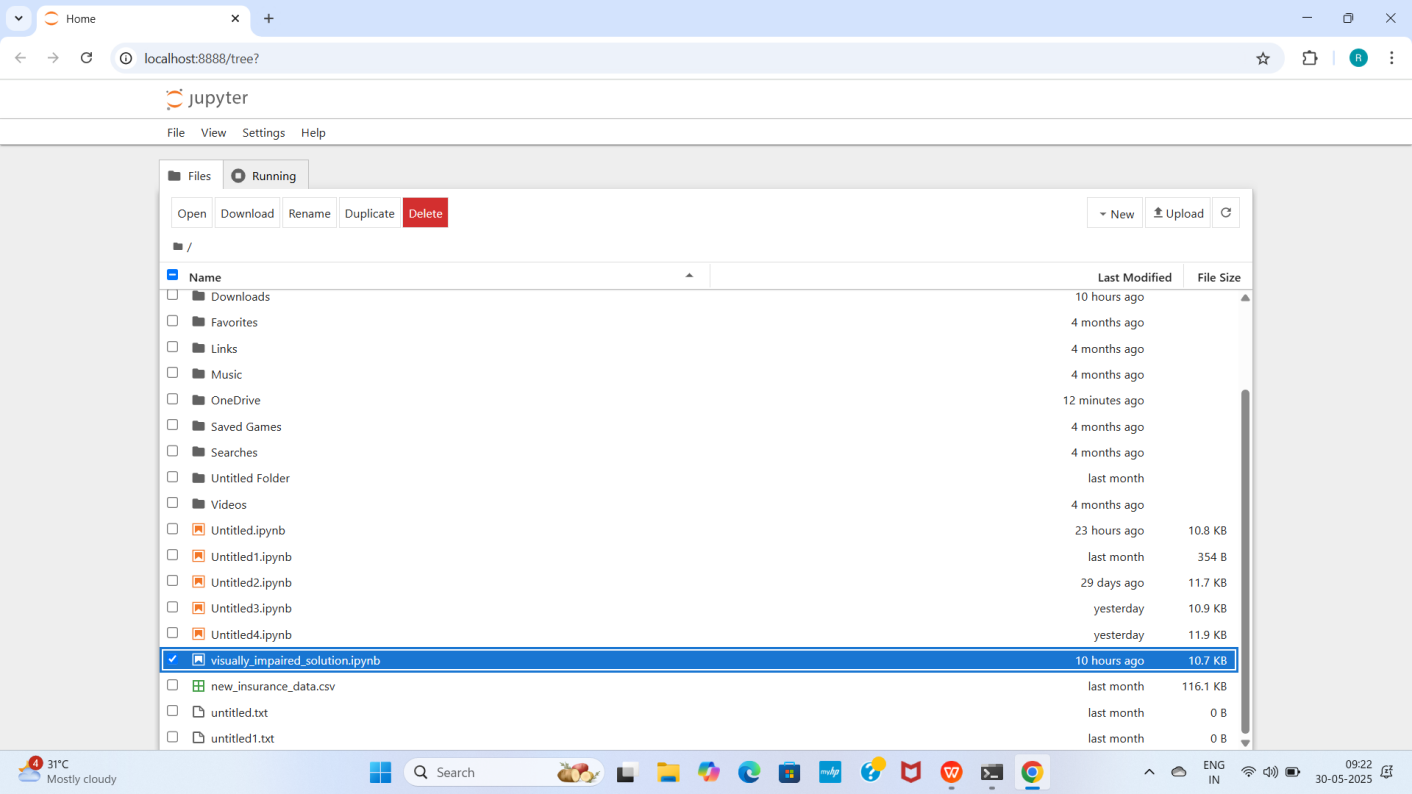 Home
localhost:8888/tree?
R
jupyter
File View Settings Help
Files Running
Open Download Rename Duplicate Delete New Upload
/
Name Last Modified File Size
Downloads 10 hours ago
Favorites 4 months ago
Links 4 months ago
Music 4 months ago
OneDrive 12 minutes ago
Saved Games 4 months ago
Searches 4 months ago
Untitled Folder last month
Videos 4 months ago
Untitled.ipynb 23 hours ago 10.8 KB
Untitled1.ipynb last month 354 B
Untitled2.ipynb 29 days ago 11.7 KB
Untitled3.ipynb yesterday 10.9 KB
Untitled4.ipynb yesterday 11.9 KB
visually_impaired_solution.ipynb 10 hours ago 10.7 KB
new_insurance_data.csv last month 116.1 KB
untitled.txt last month 0 B
untitled1.txt last month 0 B
4 31°C
Mostly cloudy
Search
myhp
ENG
IN
09:22
30-05-2025